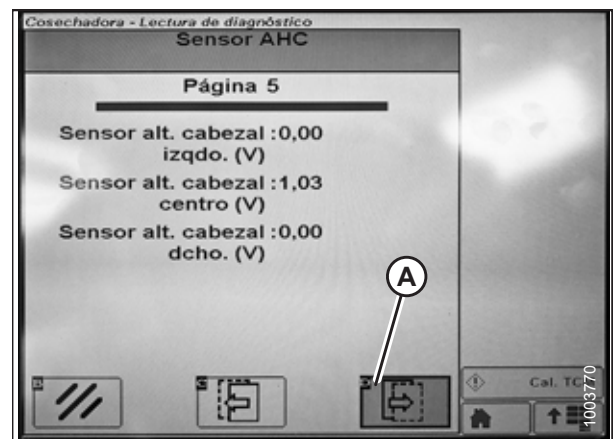 Cosechadora - Lectura de diagnóstico
Sensor AHC
Página 5
Sensor alt. cabezal :0,00
izqdo. (V)
Sensor alt. cabezal :1,03
centro (V)
Sensor alt. cabezal :0,00
dcho. (V)
A
G
Cal.
1003770